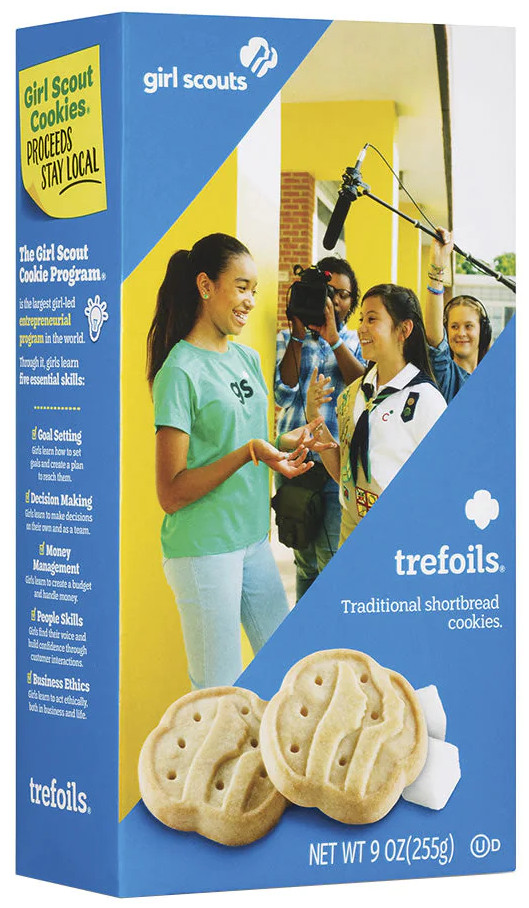 Girl Scout
Cookies®
PROCEEDS
STAY LOCAL
The Girl Scout
Cookie Program®
is the largest girl-led
entrepreneurial
program in the world.
Through it, girls learn
five essential skills:
Goal Setting
Girls learn how to set
goals and create a plan
to reach them.
Decision Making
Girls learn to make decisions
on their own and as a team.
Money
Management
Girls learn to create a budget
and handle money.
People Skills
Girls find their voice and
build confidence through
customer interactions.
Business Ethics
Girls learn to act ethically,
both in business and life.
trefoils®
girl scouts
gs
trefoils®
Traditional shortbread
cookies.
NET WT 9 OZ(255g) UD